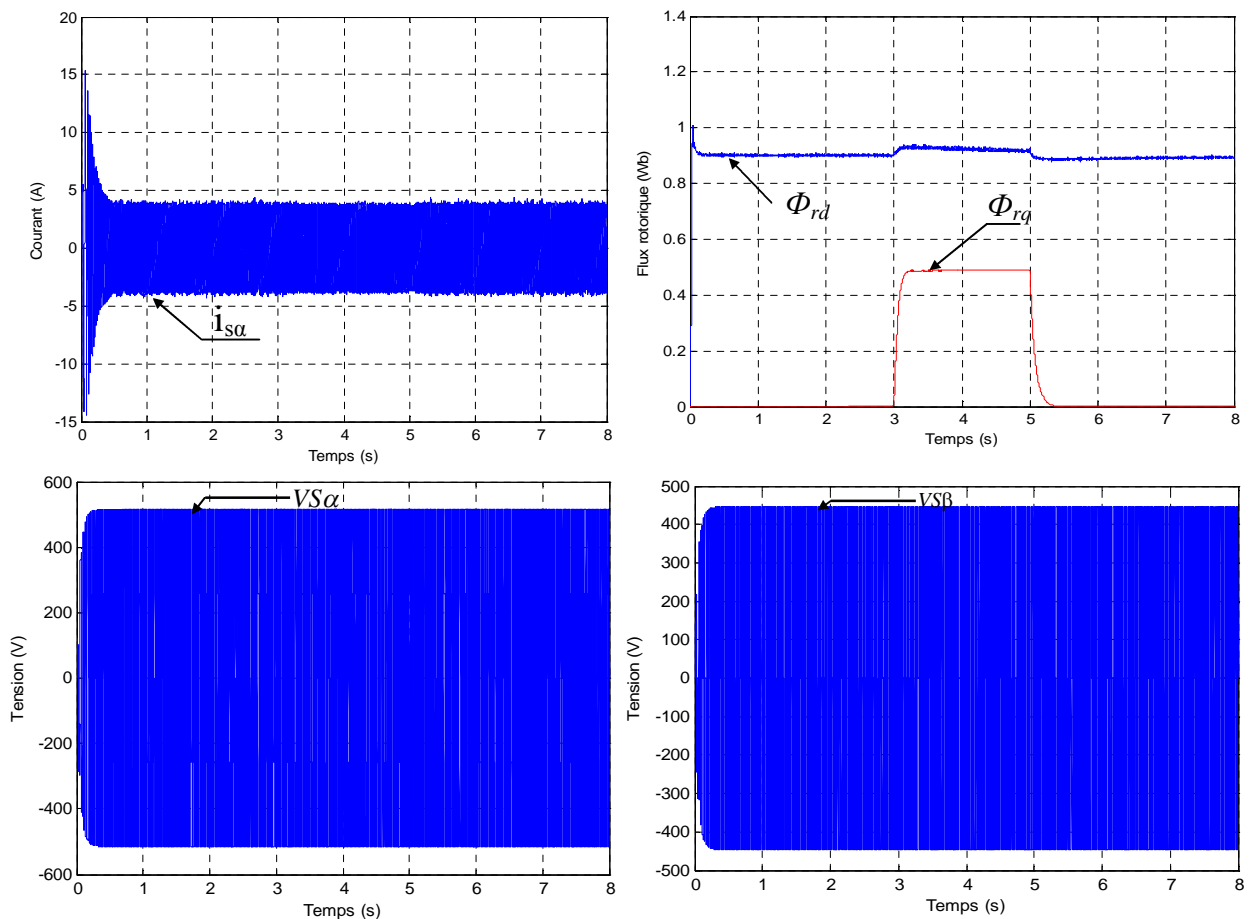 20
15
10
5
0
-5
-10
-15
Courant (A)
isα
0 1 2 3 4 5 6 7 8
Temps (s)
1.4
1.2
1
0.8
0.6
0.4
0.2
0
Flux rotorique (Wb)
Φrd
Φrq
0 1 2 3 4 5 6 7 8
Temps (s)
600
400
200
0
-200
-400
-600
Tension (V)
VSα
0 1 2 3 4 5 6 7 8
Temps (s)
500
400
300
200
100
0
-100
-200
-300
-400
-500
Tension (V)
VSβ
0 1 2 3 4 5 6 7 8
Temps (s)